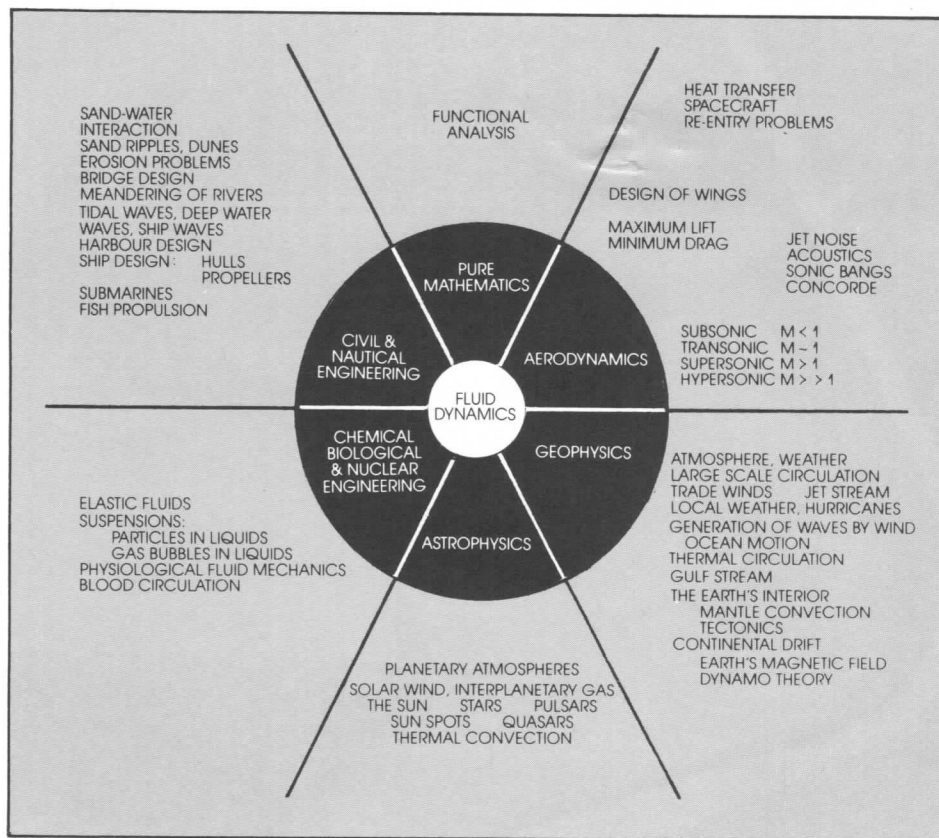 FUNCTIONAL
ANALYSIS
HEAT TRANSFER
SPACECRAFT
RE-ENTRY PROBLEMS
DESIGN OF WINGS
MAXIMUM LIFT
MINIMUM DRAG
JET NOISE
ACOUSTICS
SONIC BANGS
CONCORDE
SUBSONIC M < 1
TRANSONIC M ~ 1
SUPERSONIC M > 1
HYPERSONIC M > > 1
SAND-WATER
INTERACTION
SAND RIPPLES, DUNES
EROSION PROBLEMS
BRIDGE DESIGN
MEANDERING OF RIVERS
TIDAL WAVES, DEEP WATER
WAVES, SHIP WAVES
HARBOUR DESIGN
SHIP DESIGN: HULLS
PROPELLERS
SUBMARINES
FISH PROPULSION
PURE
MATHEMATICS
CIVIL &
NAUTICAL
ENGINEERING
AERODYNAMICS
FLUID
DYNAMICS
CHEMICAL
BIOLOGICAL
& NUCLEAR
ENGINEERING
GEOPHYSICS
ASTROPHYSICS
ELASTIC FLUIDS
SUSPENSIONS:
PARTICLES IN LIQUIDS
GAS BUBBLES IN LIQUIDS
PHYSIOLOGICAL FLUID MECHANICS
BLOOD CIRCULATION
ATMOSPHERE, WEATHER
LARGE SCALE CIRCULATION
TRADE WINDS JET STREAM
LOCAL WEATHER, HURRICANES
GENERATION OF WAVES BY WIND
OCEAN MOTION
THERMAL CIRCULATION
GULF STREAM
THE EARTH'S INTERIOR
MANTLE CONVECTION
TECTONICS
CONTINENTAL DRIFT
EARTH'S MAGNETIC FIELD
DYNAMO THEORY
PLANETARY ATMOSPHERES
SOLAR WIND, INTERPLANETARY GAS
THE SUN STARS PULSARS
SUN SPOTS QUASARS
THERMAL CONVECTION